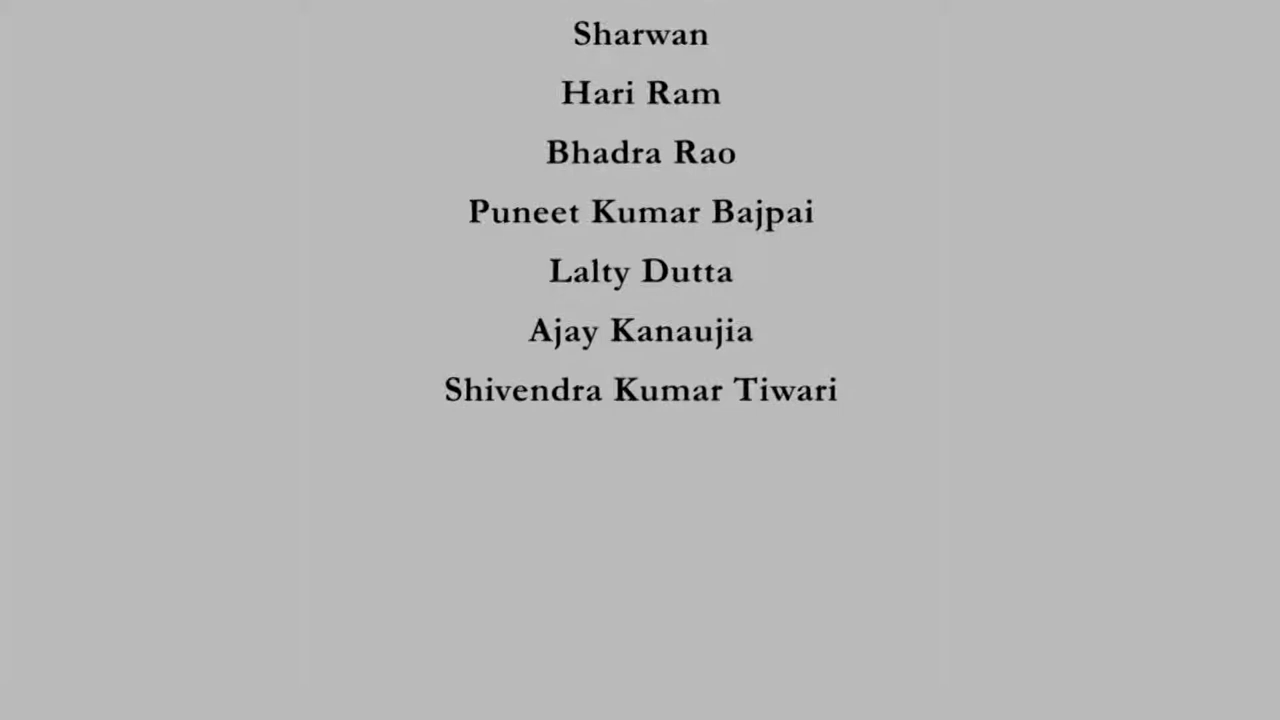 Sharwan
Hari Ram
Bhadra Rao
Puneet Kumar Bajpai
Lalty Dutta
Ajay Kanaujia
Shivendra Kumar Tiwari